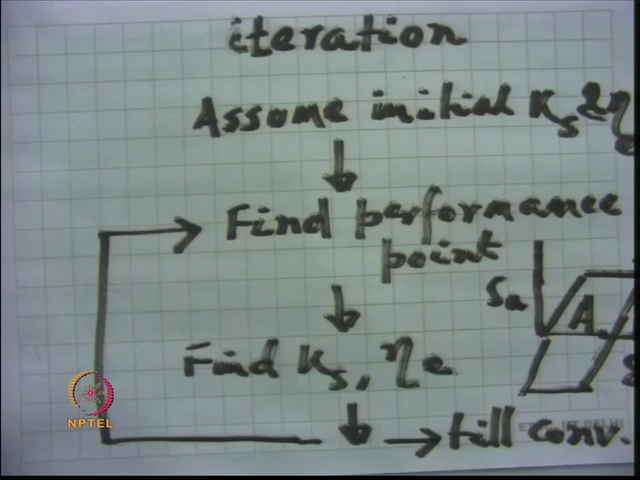 iteration
Assume initial Ks & η
Find performance
point
Sa
A
Find Ks, ηe
till conv.
NPTEL